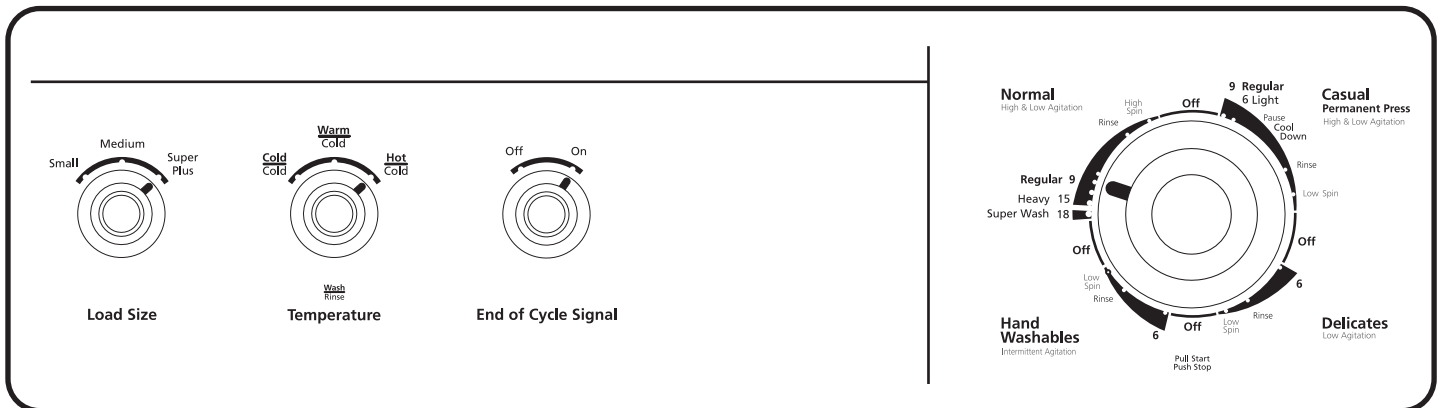 Small
Medium
Super
Plus
Load Size
Cold
Cold
Warm
Cold
Hot
Cold
Wash
Rinse
Temperature
Off
On
End of Cycle Signal
Normal
High & Low Agitation
Regular 9
Heavy 15
Super Wash 18
Rinse
High
Spin
Off
9 Regular
6 Light
Pause
Cool
Down
Rinse
Low Spin
Off
Casual
Permanent Press
High & Low Agitation
6
Rinse
Low
Spin
Off
Delicates
Low Agitation
6
Rinse
Low
Spin
Off
Hand
Washables
Intermittent Agitation
Pull Start
Push Stop